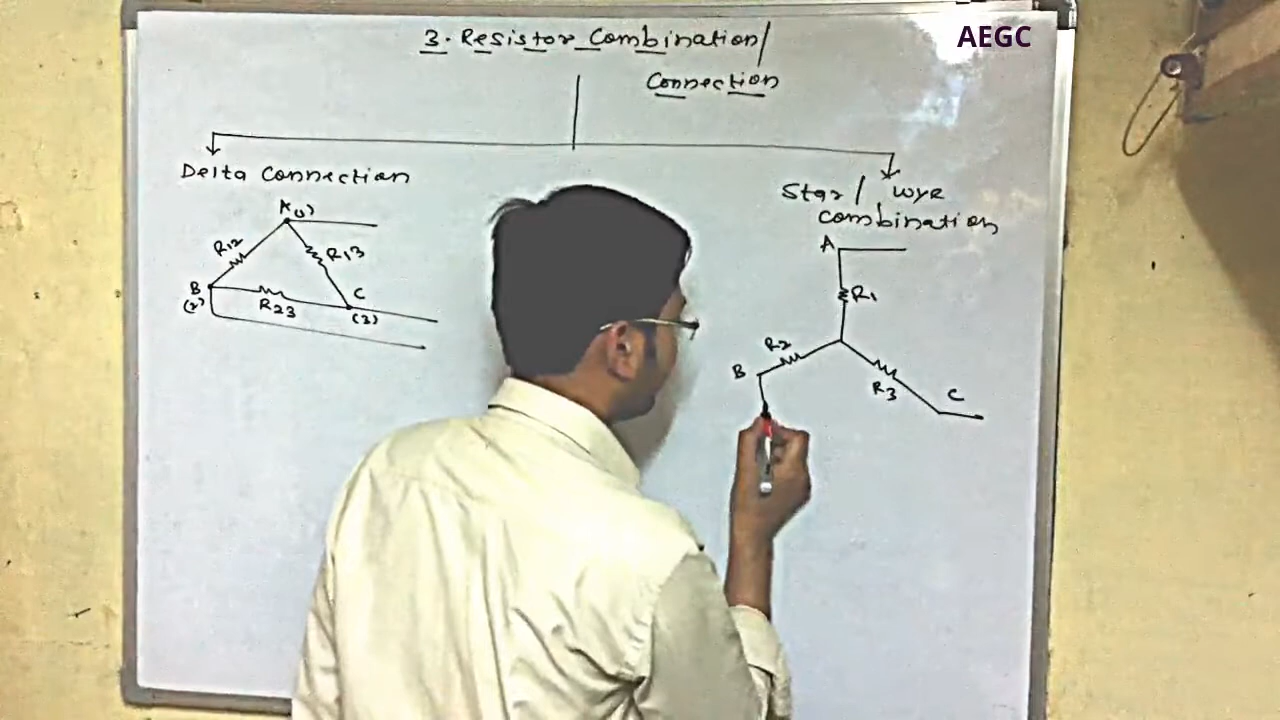 3. Resistor Combination/
Connection
AEGC
Delta Connection
A(1)
R12
R13
B
(2)
R23
C
(3)
Star / Wye
Combination
A
R1
R2
B
R3
C